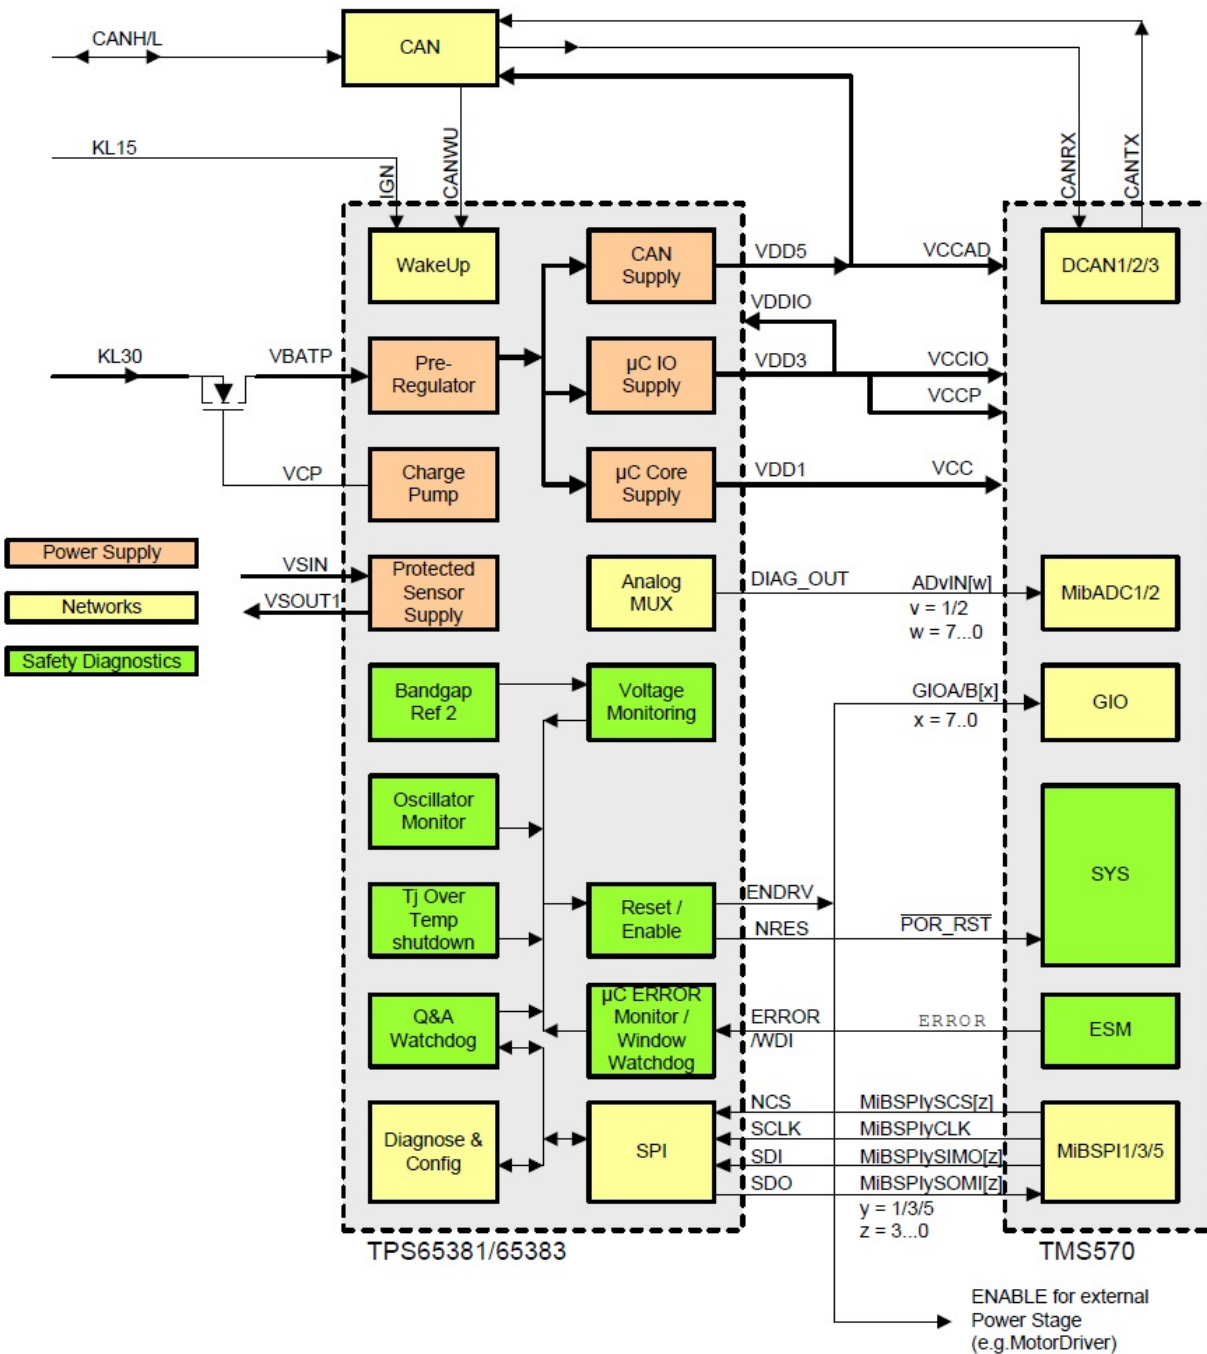 CANH/L
CAN
KL15
IGN
CANWU
CANRX
CANTX
WakeUp
CAN
Supply
VDD5
VCCAD
DCAN1/2/3
VDDIO
KL30
VBATP
Pre-
Regulator
µC IO
Supply
VDD3
VCCIO
VCCP
VCP
Charge
Pump
µC Core
Supply
VDD1
VCC
Power Supply
Networks
Safety Diagnostics
VSIN
VSOUT1
Protected
Sensor
Supply
Analog
MUX
DIAG_OUT
ADvIN[w]
v = 1/2
w = 7...0
MibADC1/2
Bandgap
Ref 2
Voltage
Monitoring
GIOA/B[x]
x = 7..0
GIO
Oscillator
Monitor
SYS
Tj Over
Temp
shutdown
Reset /
Enable
ENDRV
NRES
POR_RST
Q&A
Watchdog
µC ERROR
Monitor /
Window
Watchdog
ERROR
/WDI
ERROR
ESM
Diagnose &
Config
SPI
NCS
SCLK
SDI
SDO
MiBSPIySCS[z]
MiBSPIyCLK
MiBSPIySIMO[z]
MiBSPIySOMI[z]
y = 1/3/5
z = 3...0
MiBSPI1/3/5
TPS65381/65383
TMS570
ENABLE for external
Power Stage
(e.g.MotorDriver)